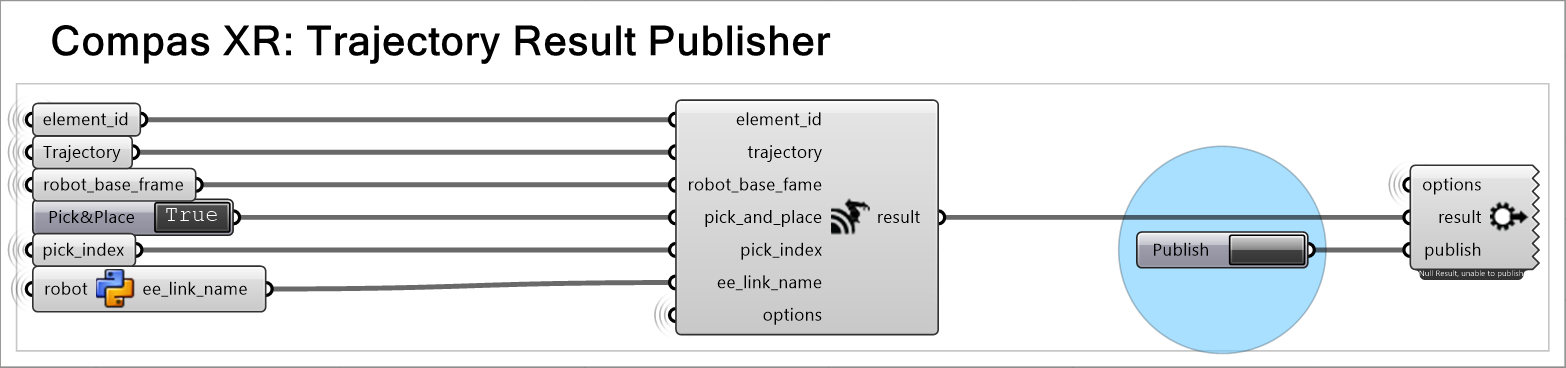 Compas XR: Trajectory Result Publisher
element_id
Trajectory
robot_base_frame
Pick&Place True
pick_index
robot ee_link_name
element_id
trajectory
robot_base_fame
pick_and_place result
pick_index
ee_link_name
options
Publish
options
result
publish
Null Result, unable to publish